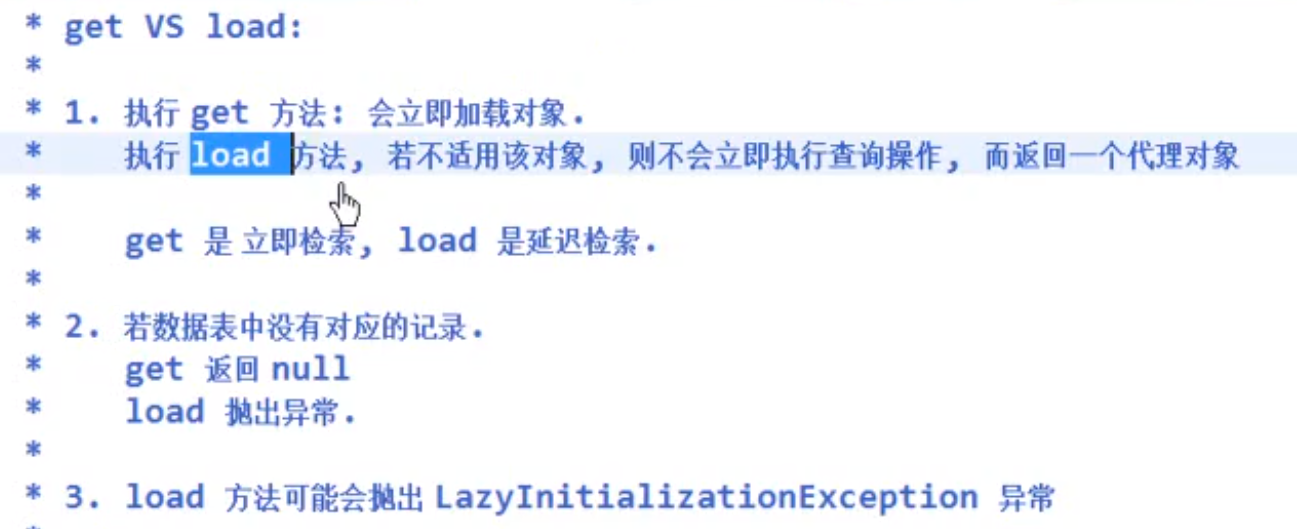 * get VS load:
*
* 1. 执行 get 方法: 会立即加载对象.
*    执行 load 方法, 若不适用该对象, 则不会立即执行查询操作, 而返回一个代理对象
*
*    get 是 立即检索, load 是延迟检索.
*
* 2. 若数据表中没有对应的记录.
*    get 返回 null
*    load 抛出异常.
*
* 3. load 方法可能会抛出 LazyInitializationException 异常
*